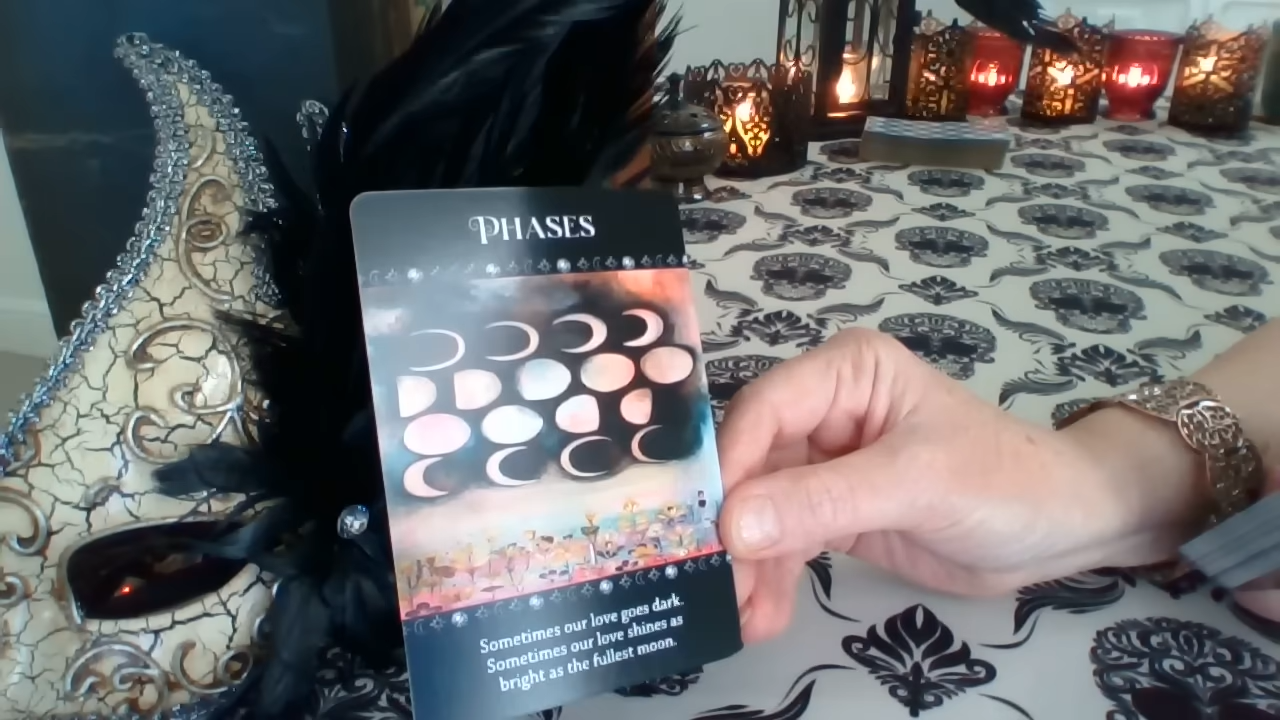 PHASES
Sometimes our love goes dark.
Sometimes our love shines as
bright as the fullest moon.